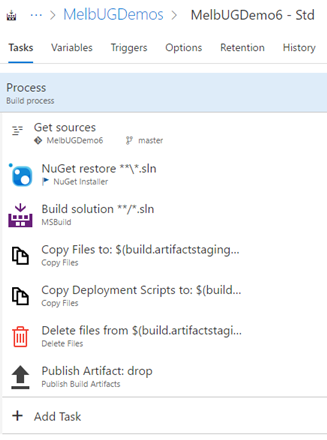 ··· > MelbUGDemos > MelbUGDemo6 - Std
Tasks Variables Triggers Options Retention History
Process
Build process
Get sources
MelbUGDemo6 master
NuGet restore **\*.sln
NuGet Installer
Build solution **/*.sln
MSBuild
Copy Files to: $(build.artifactstaging...
Copy Files
Copy Deployment Scripts to: $(build...
Copy Files
Delete files from $(build.artifactstagi...
Delete Files
Publish Artifact: drop
Publish Build Artifacts
+ Add Task